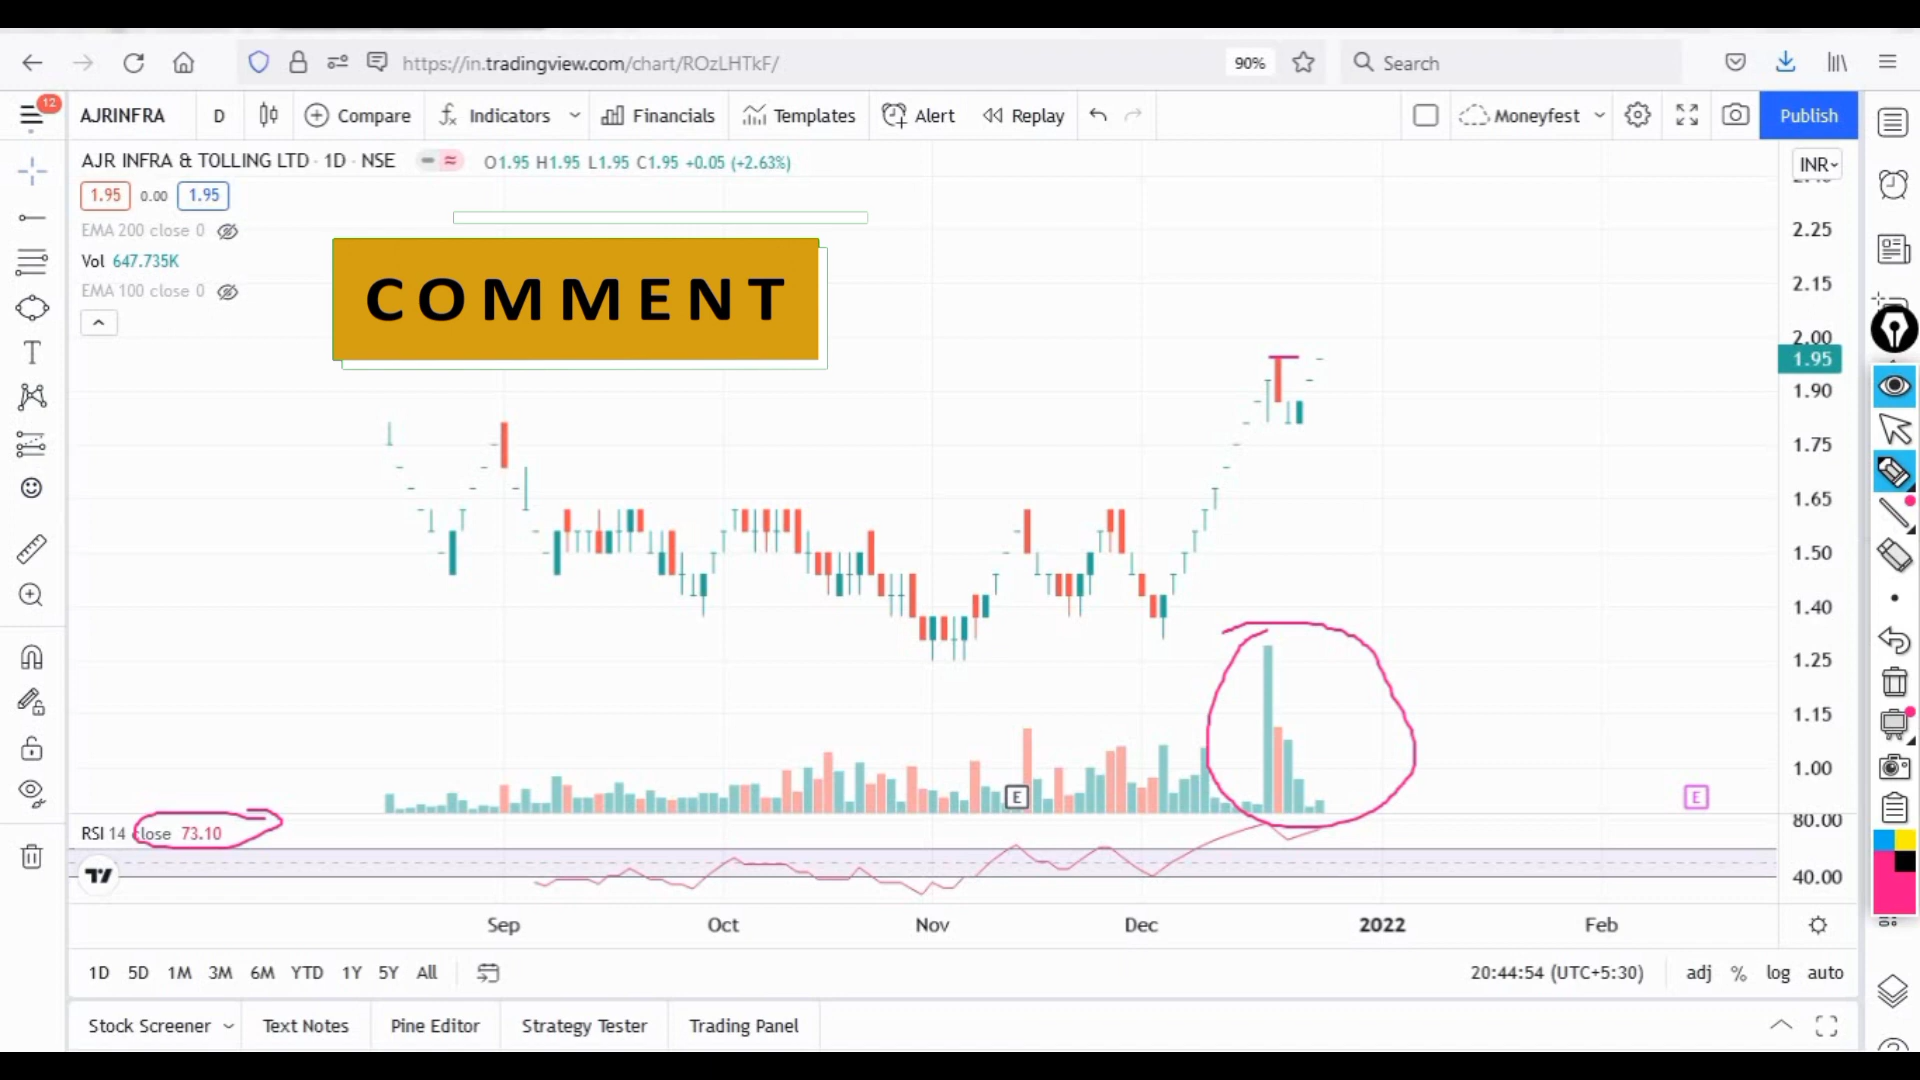 https://in.tradingview.com/chart/ROzLHTkF/ 90% Search
12 AJRINFRA D Compare Indicators Financials Templates Alert Replay Moneyfest Publish
AJR INFRA & TOLLING LTD · 1D · NSE O1.95 H1.95 L1.95 C1.95 +0.05 (+2.63%) INR
1.95 0.00 1.95
EMA 200 close 0
Vol 647.735K
EMA 100 close 0
COMMENT
2.25
2.15
2.00
1.95
1.90
1.75
1.65
1.50
1.40
1.25
1.15
1.00
E E
80.00
RSI 14 close 73.10
40.00
Sep Oct Nov Dec 2022 Feb
1D 5D 1M 3M 6M YTD 1Y 5Y All 20:44:54 (UTC+5:30) adj % log auto
Stock Screener Text Notes Pine Editor Strategy Tester Trading Panel